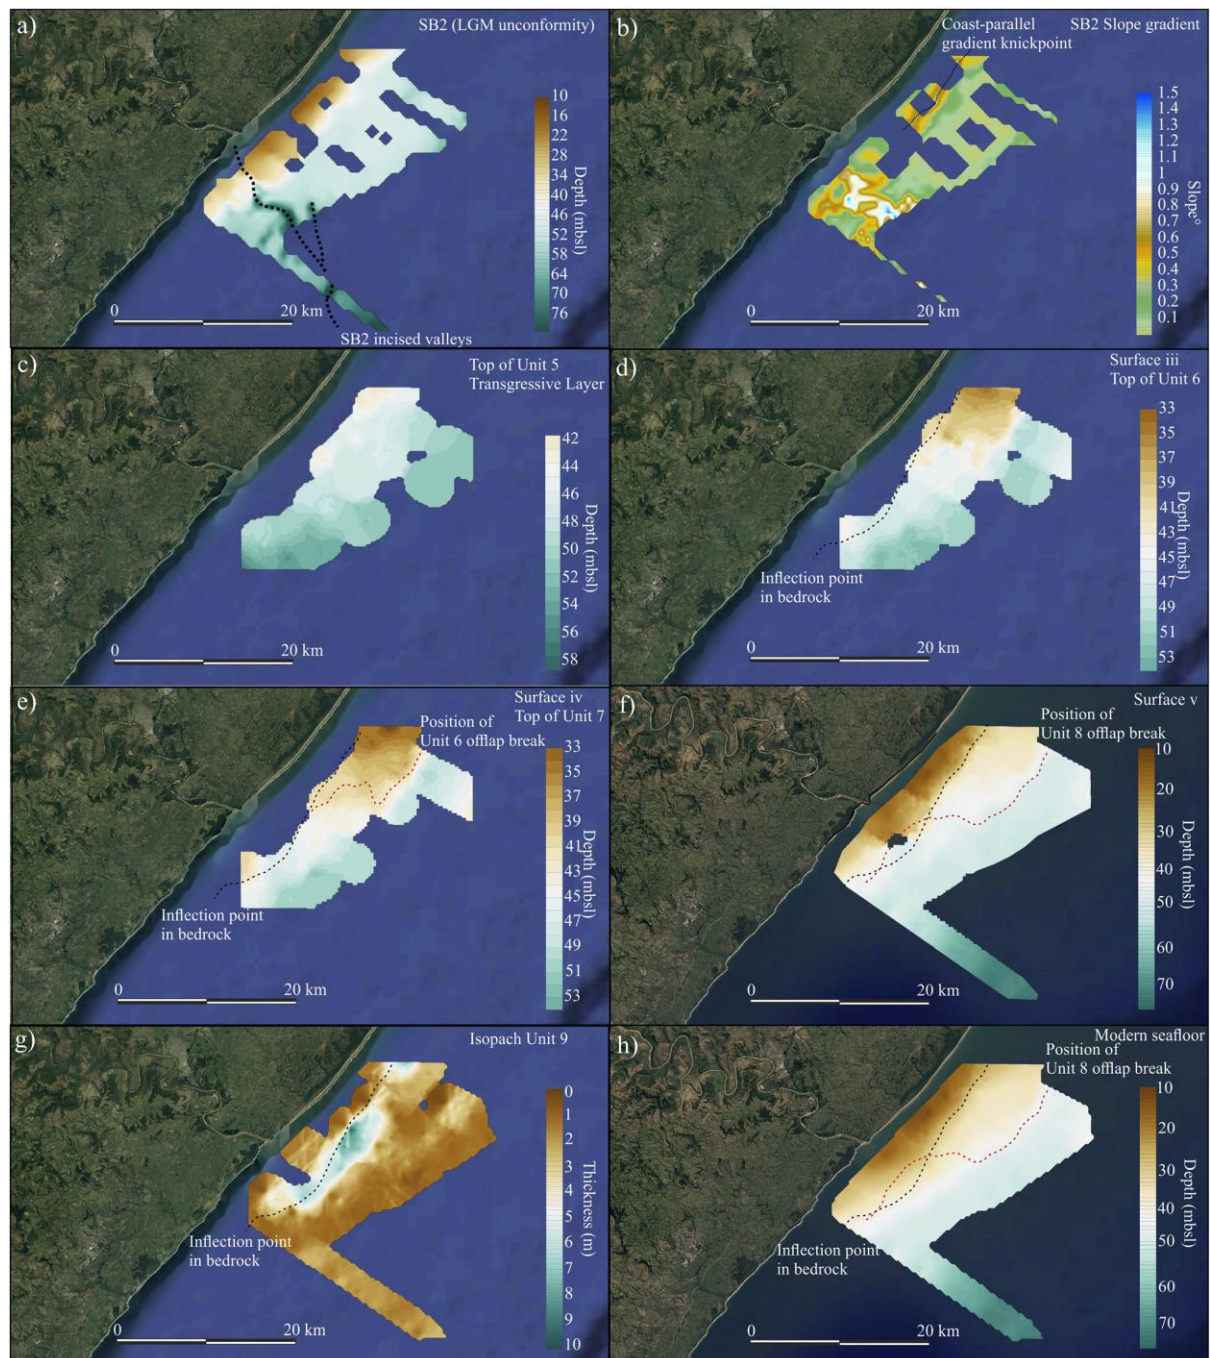 a)
SB2 (LGM unconformity)
10
16
22
28
34
40
46
52
58
64
70
76
Depth (mbsl)
0
20 km
SB2 incised valleys
b)
Coast-parallel
gradient knickpoint
SB2 Slope gradient
1.5
1.4
1.3
1.2
1.1
1
0.9
0.8
0.7
0.6
0.5
0.4
0.3
0.2
0.1
Slope°
0
20 km
c)
Top of Unit 5
Transgressive Layer
42
44
46
48
50
52
54
56
58
Depth (mbsl)
0
20 km
d)
Surface iii
Top of Unit 6
33
35
37
39
41
43
45
47
49
51
53
Depth (mbsl)
Inflection point
in bedrock
0
20 km
e)
Surface iv
Top of Unit 7
Position of
Unit 6 offlap break
33
35
37
39
41
43
45
47
49
51
53
Depth (mbsl)
Inflection point
in bedrock
0
20 km
f)
Surface v
Position of
Unit 8 offlap break
10
20
30
40
50
60
70
Depth (mbsl)
0
20 km
g)
Isopach Unit 9
0
1
2
3
4
5
6
7
8
9
10
Thickness (m)
Inflection point
in bedrock
0
20 km
h)
Modern seafloor
Position of
Unit 8 offlap break
10
20
30
40
50
60
70
Depth (mbsl)
Inflection point
in bedrock
0
20 km